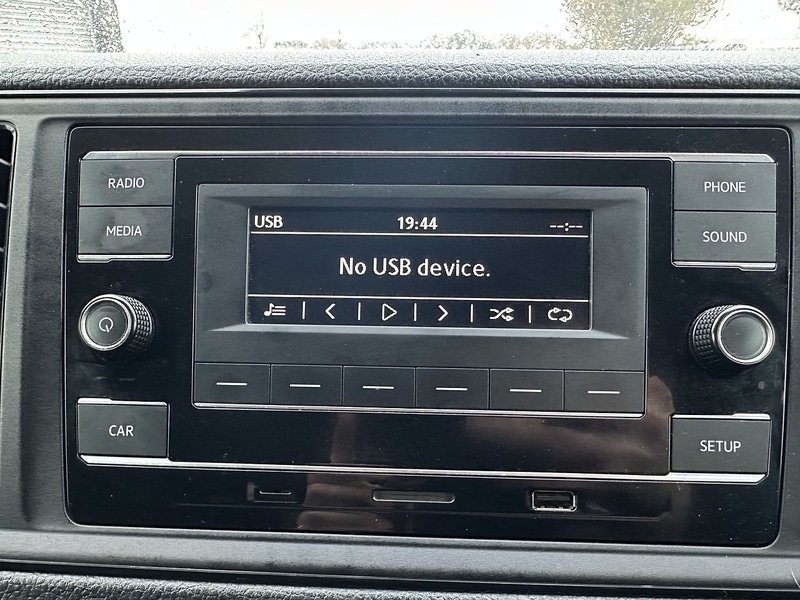 RADIO
MEDIA
PHONE
SOUND
USB 19:44 --:--
No USB device.
CAR
SETUP